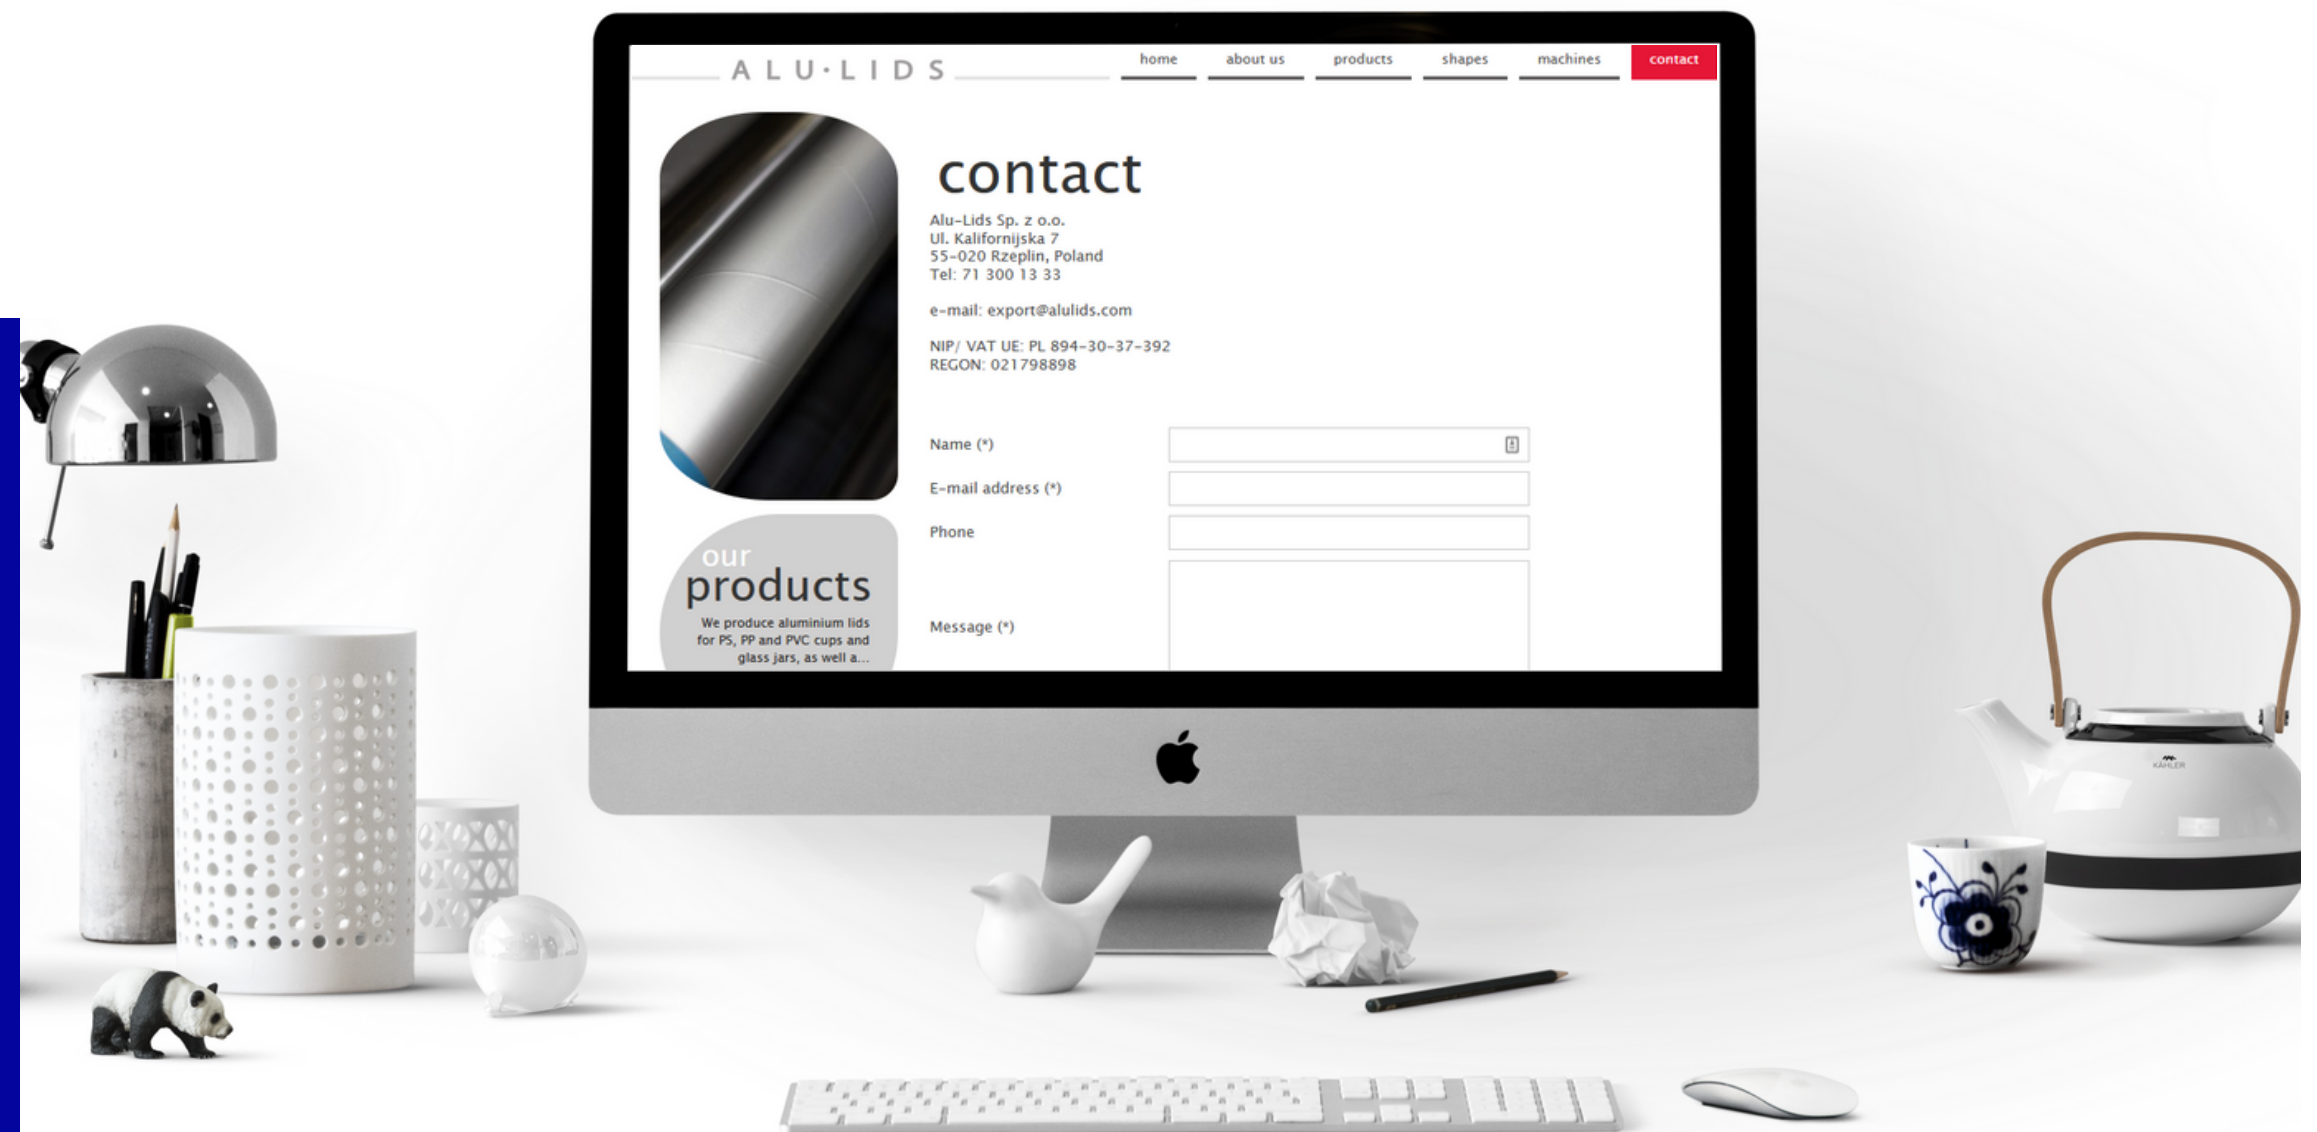 ALU·LIDS
home
about us
products
shapes
machines
contact
contact
Alu-Lids Sp. z o.o.
Ul. Kalifornijska 7
55-020 Rzeplin, Poland
Tel: 71 300 13 33
e-mail: export@alulids.com
NIP/ VAT UE: PL 894-30-37-392
REGON: 021798898
Name (*)
E-mail address (*)
Phone
Message (*)
our
products
We produce aluminium lids
for PS, PP and PVC cups and
glass jars, as well a...
KÄHLER